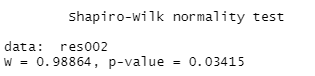 Shapiro-Wilk normality test
data:  res002
W = 0.98864, p-value = 0.03415